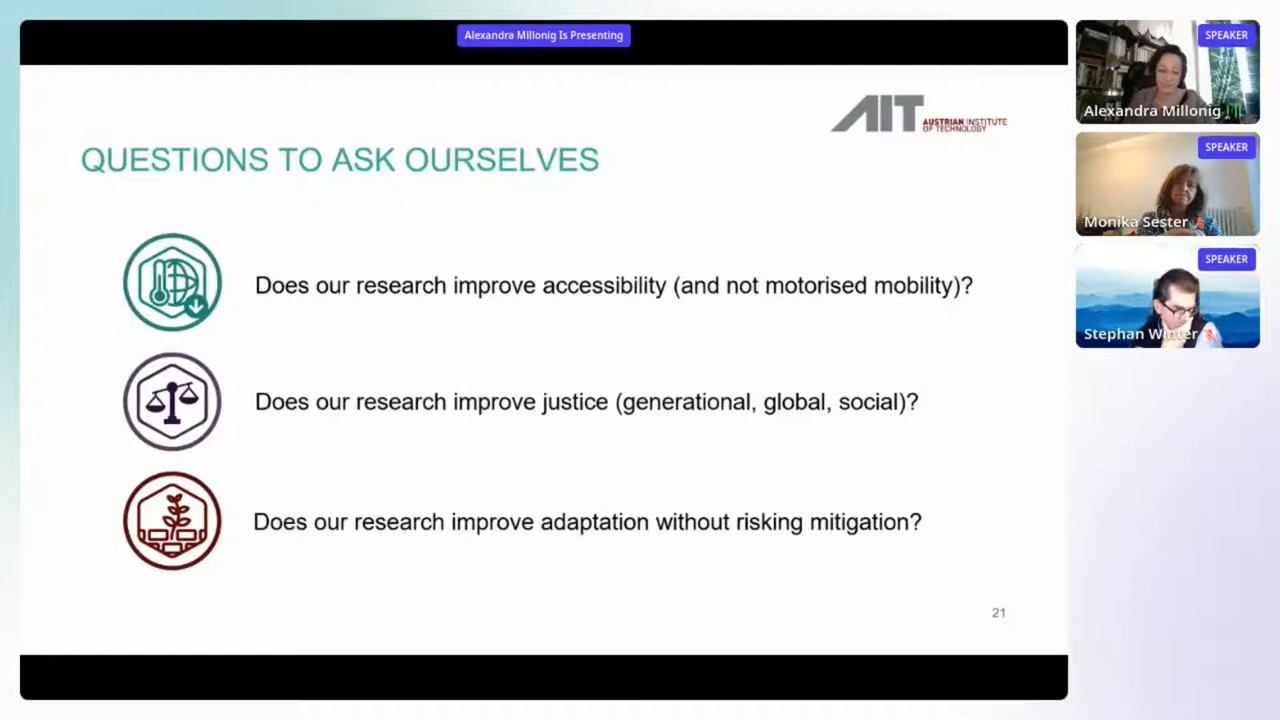 Alexandra Millonig Is Presenting
AIT
AUSTRIAN INSTITUTE
OF TECHNOLOGY
QUESTIONS TO ASK OURSELVES
Does our research improve accessibility (and not motorised mobility)?
Does our research improve justice (generational, global, social)?
Does our research improve adaptation without risking mitigation?
21
SPEAKER
Alexandra Millonig
SPEAKER
Monika Sester
SPEAKER
Stephan Winter